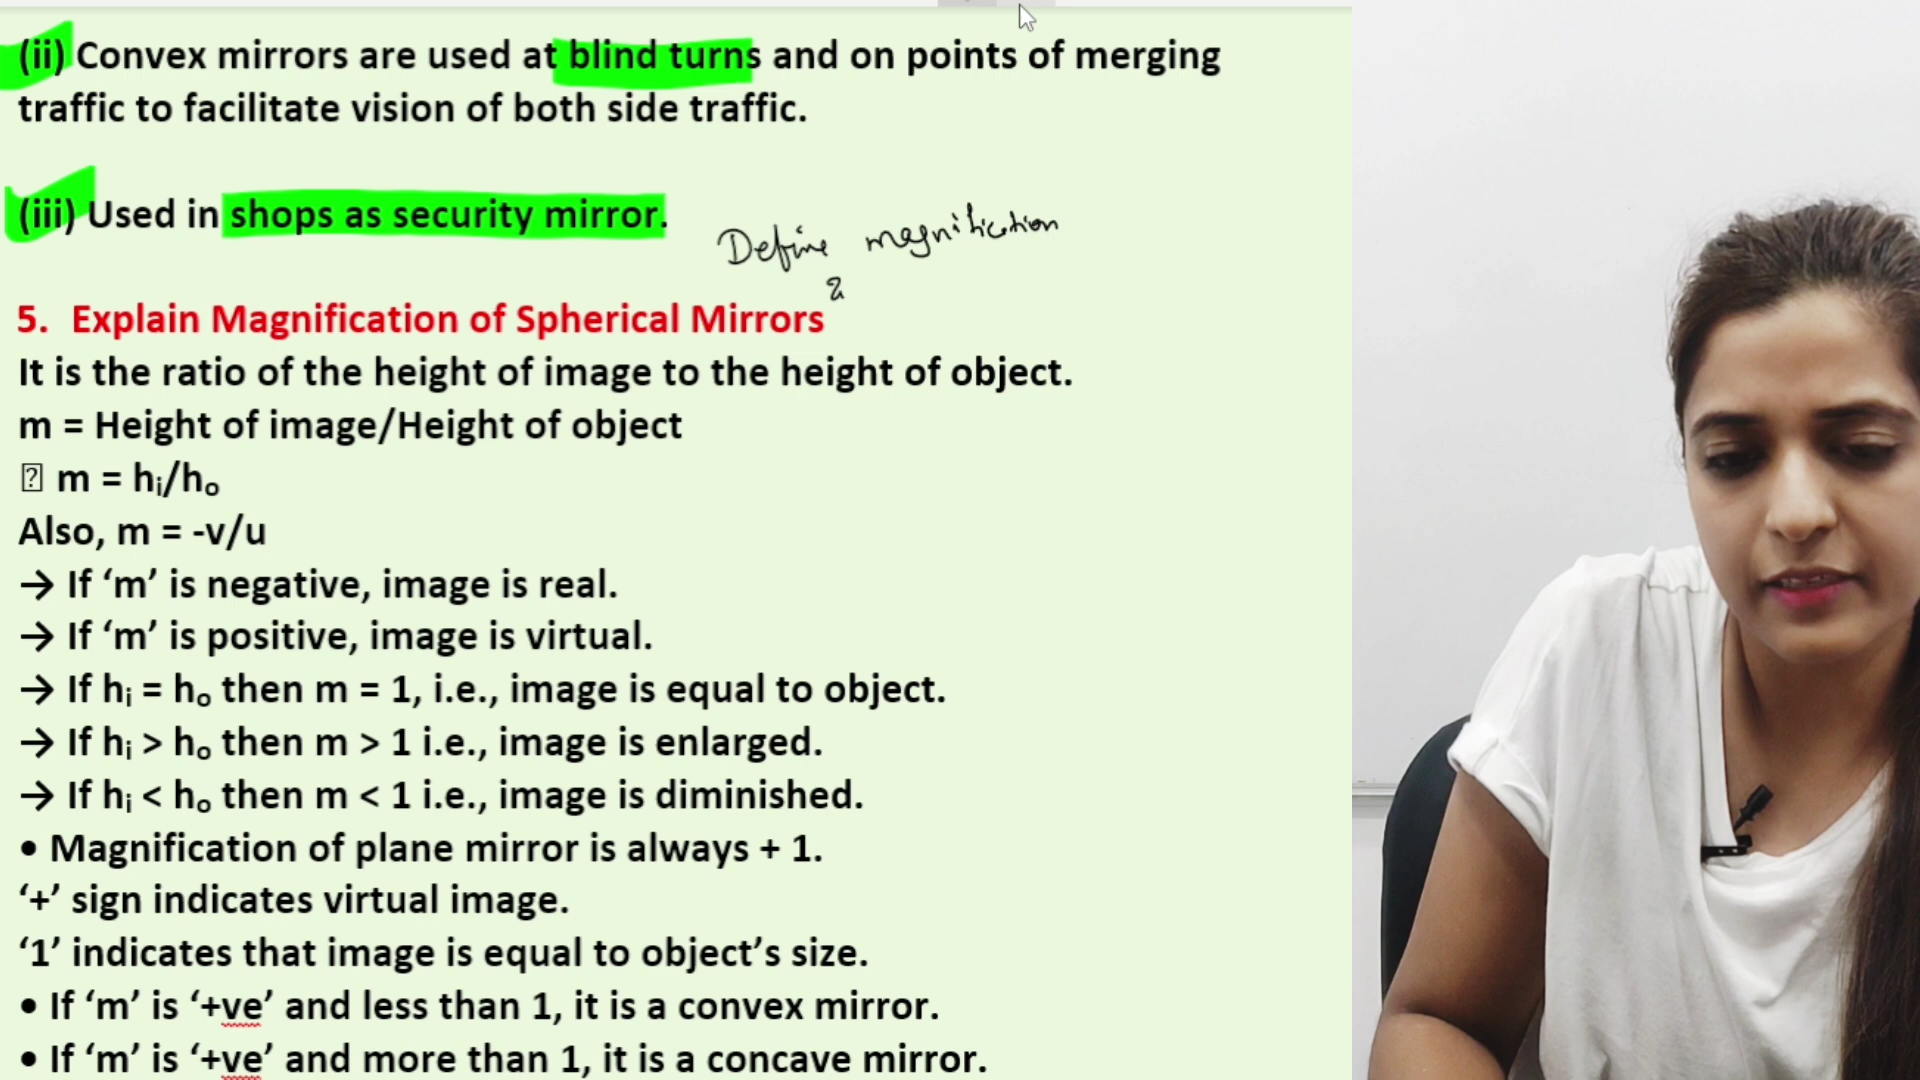 (ii) Convex mirrors are used at blind turns and on points of merging
traffic to facilitate vision of both side traffic.
(iii) Used in shops as security mirror.
Define magnification
5. Explain Magnification of Spherical Mirrors
It is the ratio of the height of image to the height of object.
m = Height of image/Height of object
m = hᵢ/hₒ
Also, m = -v/u
→ If ‘m’ is negative, image is real.
→ If ‘m’ is positive, image is virtual.
→ If hᵢ = hₒ then m = 1, i.e., image is equal to object.
→ If hᵢ > hₒ then m > 1 i.e., image is enlarged.
→ If hᵢ < hₒ then m < 1 i.e., image is diminished.
• Magnification of plane mirror is always + 1.
‘+’ sign indicates virtual image.
‘1’ indicates that image is equal to object’s size.
• If ‘m’ is ‘+ve’ and less than 1, it is a convex mirror.
• If ‘m’ is ‘+ve’ and more than 1, it is a concave mirror.